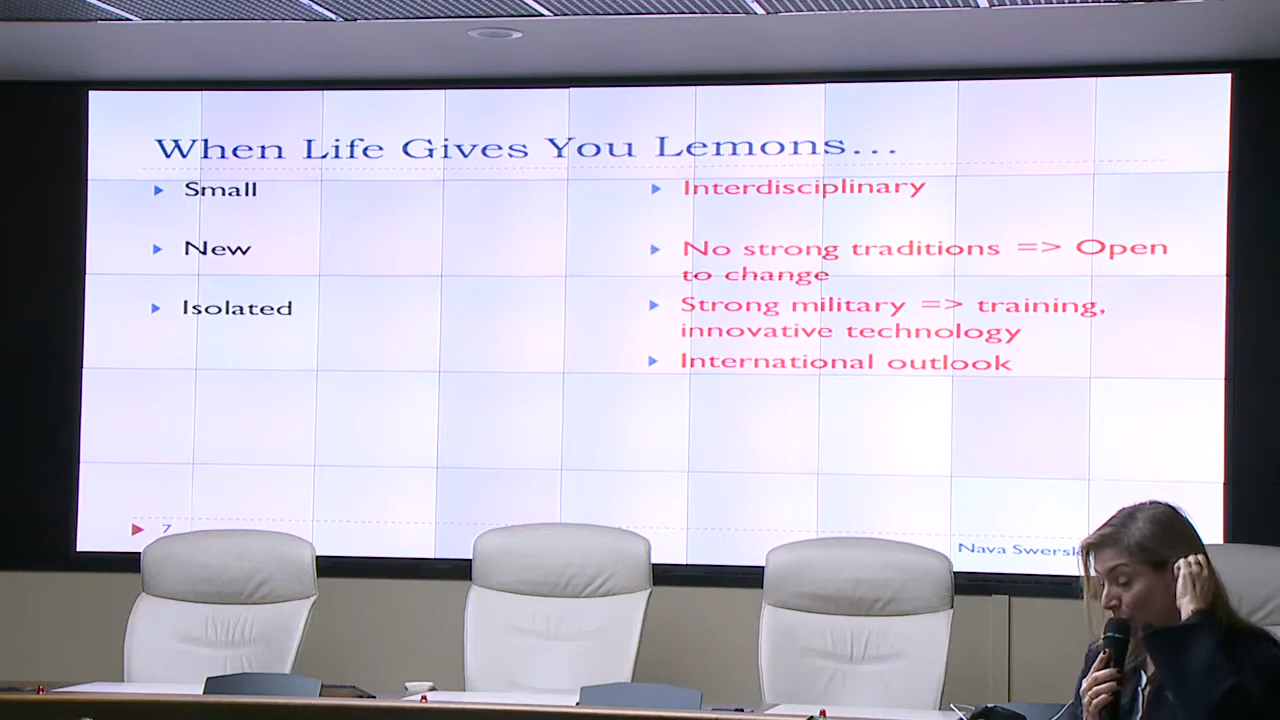 When Life Gives You Lemons...
Small
New
Isolated
Interdisciplinary
No strong traditions => Open
to change
Strong military => training,
innovative technology
International outlook
7
Nava